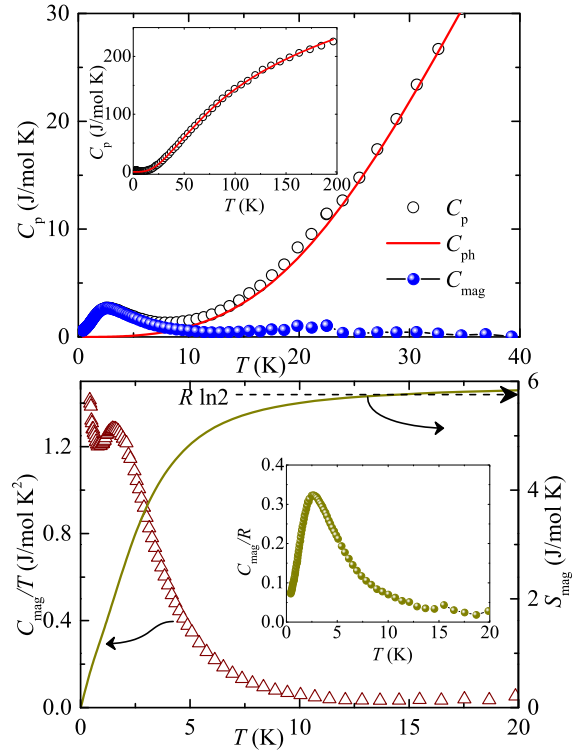 30
20
10
0
C_p (J/mol K)
200
100
0
C_p (J/mol K)
0 50 100 150 200
T (K)
C_p
C_ph
C_mag
0 10 20 30 40
T (K)
R ln2
1.2
0.8
0.4
0.0
C_mag/T (J/mol K²)
6
4
2
0
S_mag (J/mol K)
0.4
0.3
0.2
0.1
0.0
C_mag/R
0 5 10 15 20
T (K)
0 5 10 15 20
T (K)